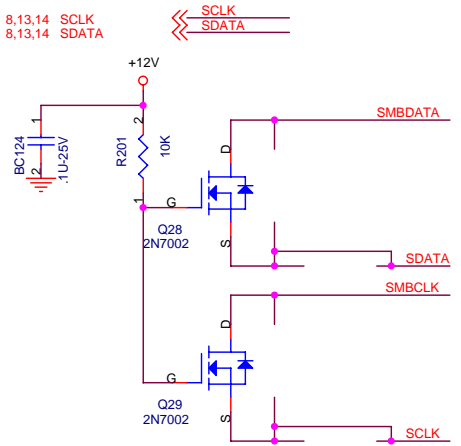 8,13,14 SCLK
SCLK
8,13,14 SDATA
SDATA
+12V
SMBDATA
1
2
BC124
.1U-25V
2
R201
10K
1
D
G
S
Q28
2N7002
SDATA
SMBCLK
D
G
S
Q29
2N7002
SCLK